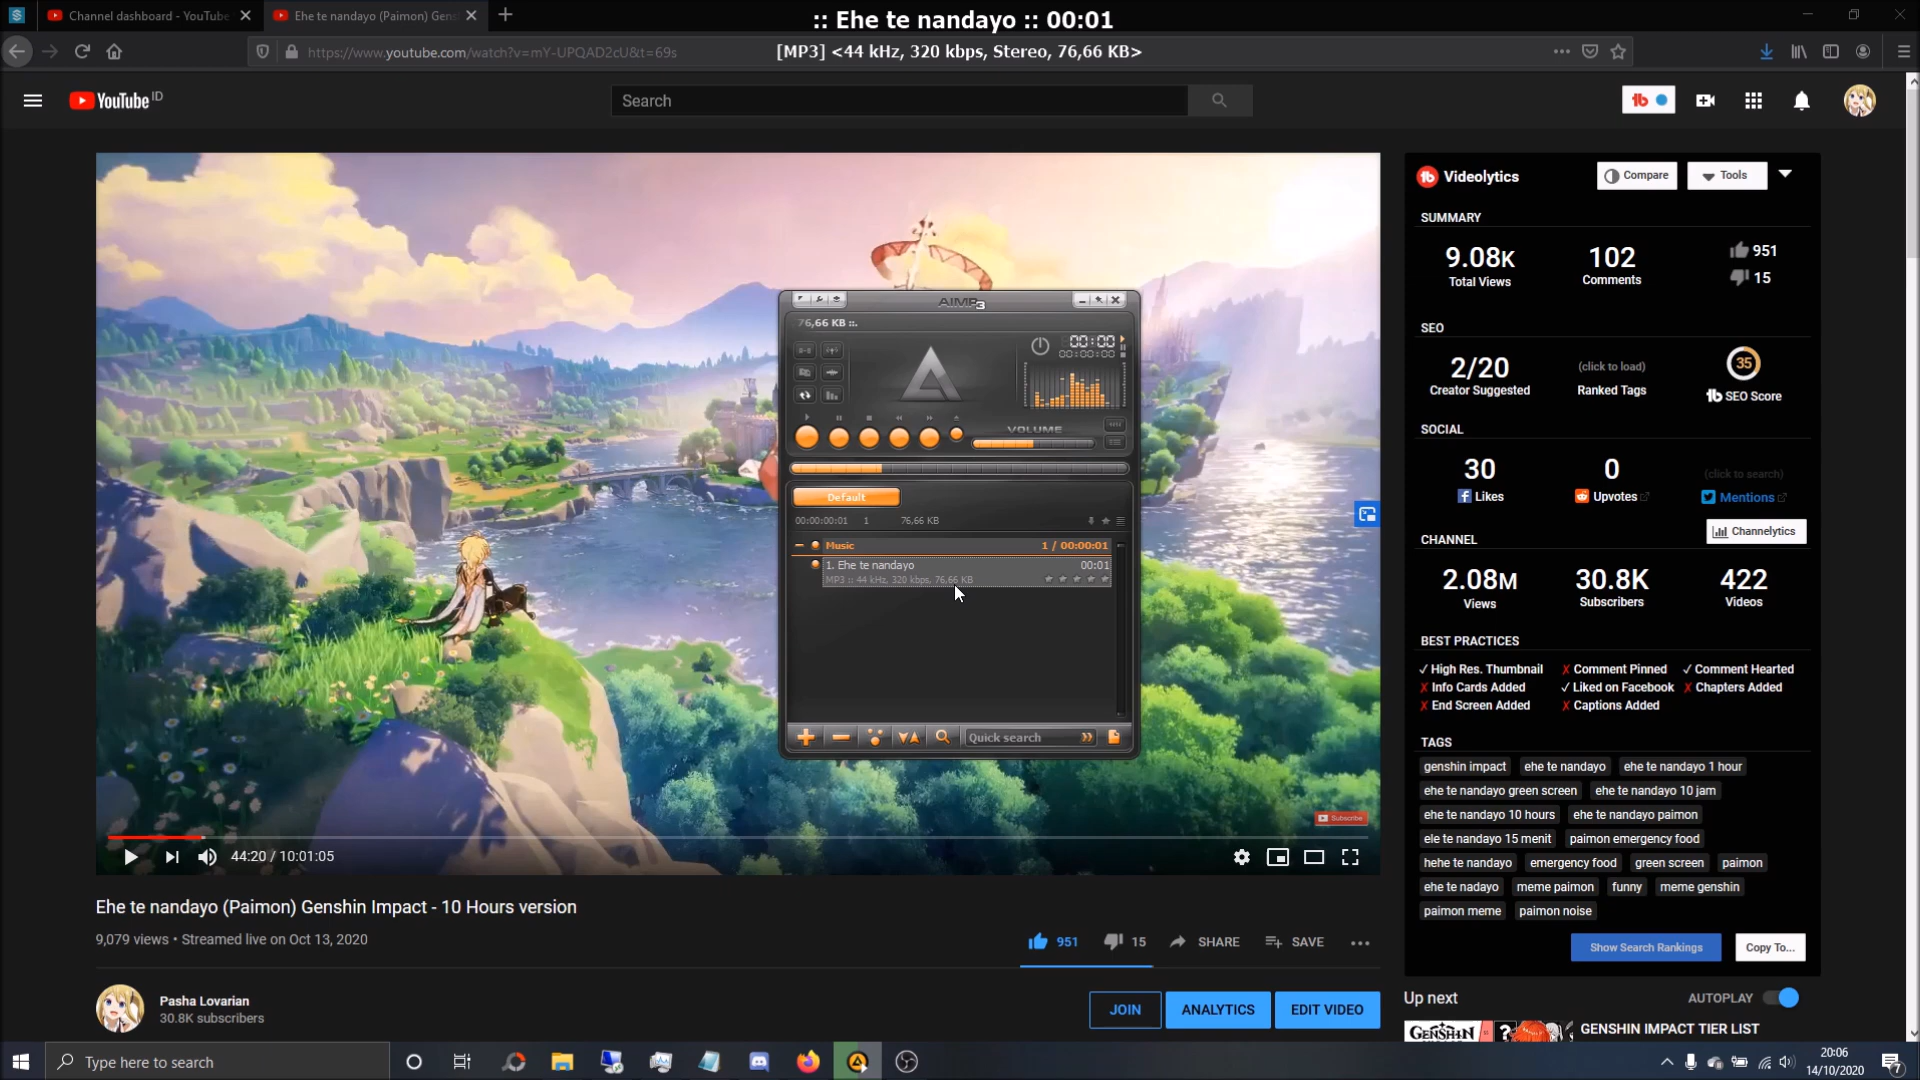 Channel dashboard - YouTube
Ehe te nandayo (Paimon) Gens
:: Ehe te nandayo :: 00:01
https://www.youtube.com/watch?v=mY-UPQAD2cU&t=69s
[MP3] <44 kHz, 320 kbps, Stereo, 76,66 KB>
YouTube ID
Search
Videolytics
Compare
Tools
SUMMARY
9.08K
Total Views
102
Comments
951
15
SEO
2/20
Creator Suggested
(click to load)
Ranked Tags
35
SEO Score
SOCIAL
30
Likes
0
Upvotes
(click to search)
Mentions
Channelytics
CHANNEL
2.08M
Views
30.8K
Subscribers
422
Videos
BEST PRACTICES
✓ High Res. Thumbnail
✗ Comment Pinned
✓ Comment Hearted
✗ Info Cards Added
✓ Liked on Facebook
✗ Chapters Added
✗ End Screen Added
✗ Captions Added
TAGS
genshin impact
ehe te nandayo
ehe te nandayo 1 hour
ehe te nandayo green screen
ehe te nandayo 10 jam
ehe te nandayo 10 hours
ehe te nandayo paimon
ele te nandayo 15 menit
paimon emergency food
hehe te nandayo
emergency food
green screen
paimon
ehe te nadayo
meme paimon
funny
meme genshin
paimon meme
paimon noise
Show Search Rankings
Copy To...
AIMP3
76,66 KB ::.
00:00
00:00:00:00
VOLUME
Default
00:00:00:01 1 76,66 KB
Music 1 / 00:00:01
1. Ehe te nandayo 00:01
MP3 :: 44 kHz, 320 kbps, 76,66 KB
Quick search
Subscribe
44:20 / 10:01:05
Ehe te nandayo (Paimon) Genshin Impact - 10 Hours version
9,079 views • Streamed live on Oct 13, 2020
951
15
SHARE
SAVE
Pasha Lovarian
30.8K subscribers
JOIN
ANALYTICS
EDIT VIDEO
Up next
AUTOPLAY
GENSHIN
GENSHIN IMPACT TIER LIST
Type here to search
20:06
14/10/2020
7